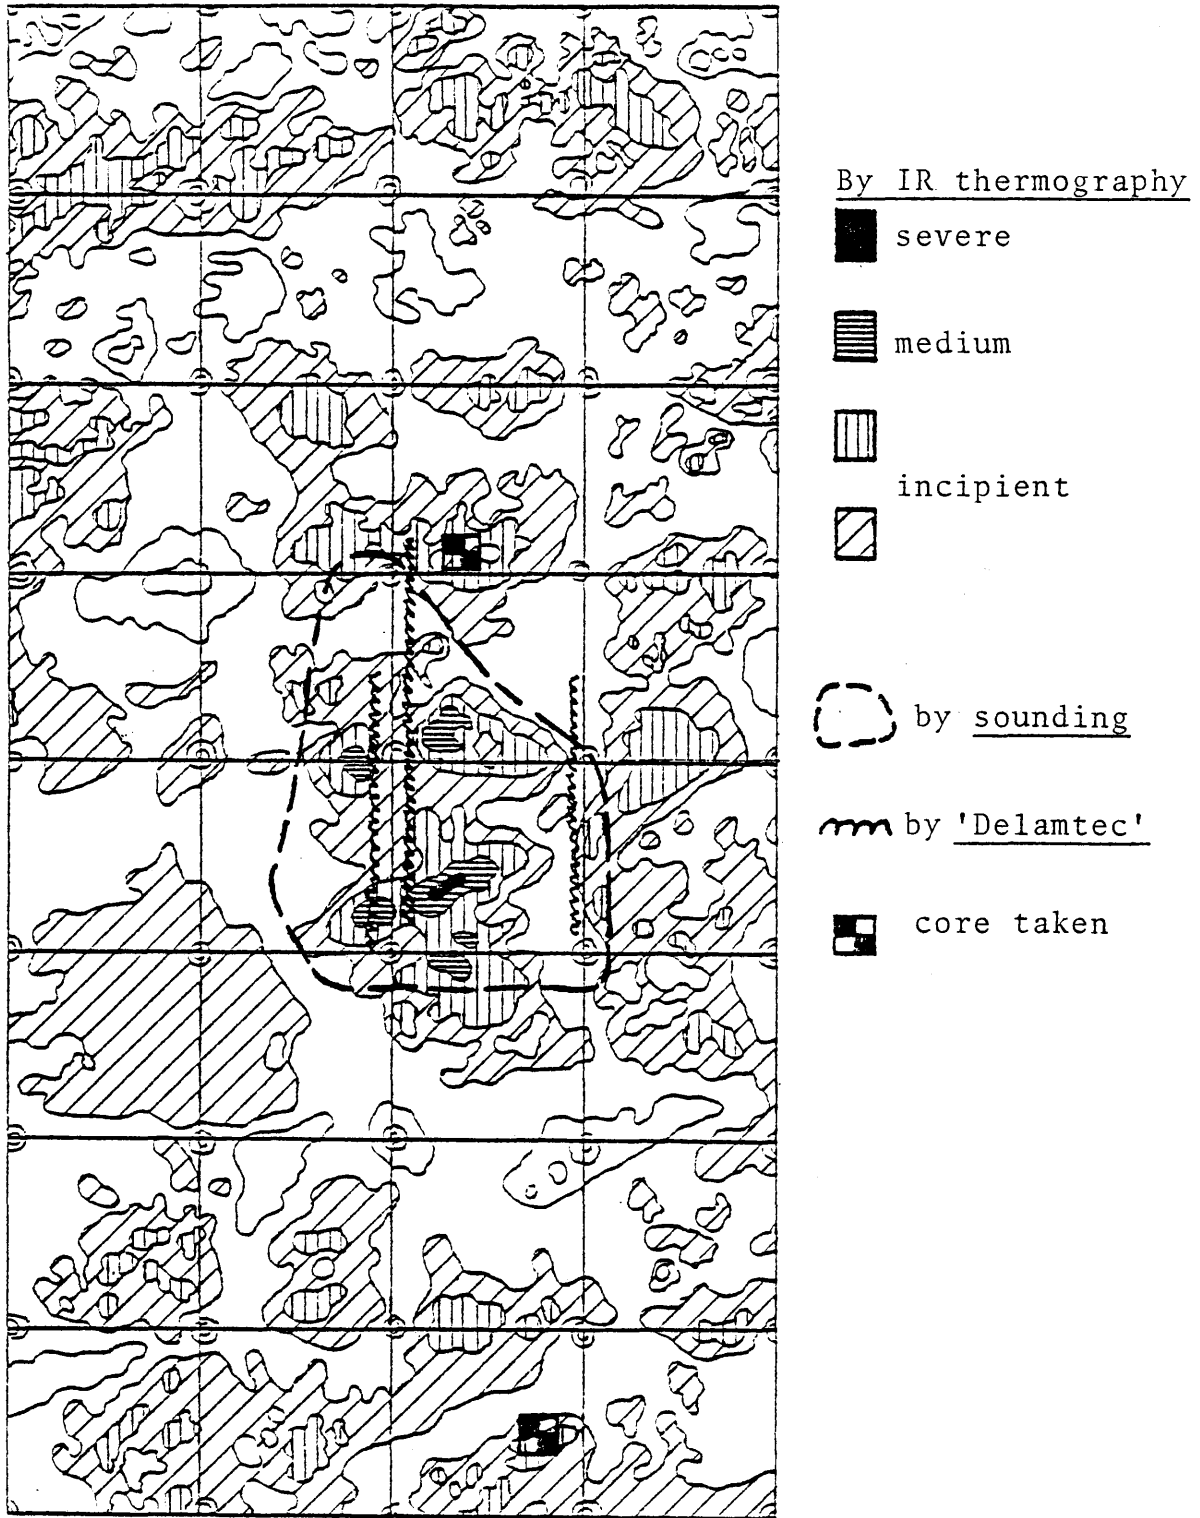 By IR thermography
severe
medium
incipient
by sounding
by 'Delamtec'
core taken